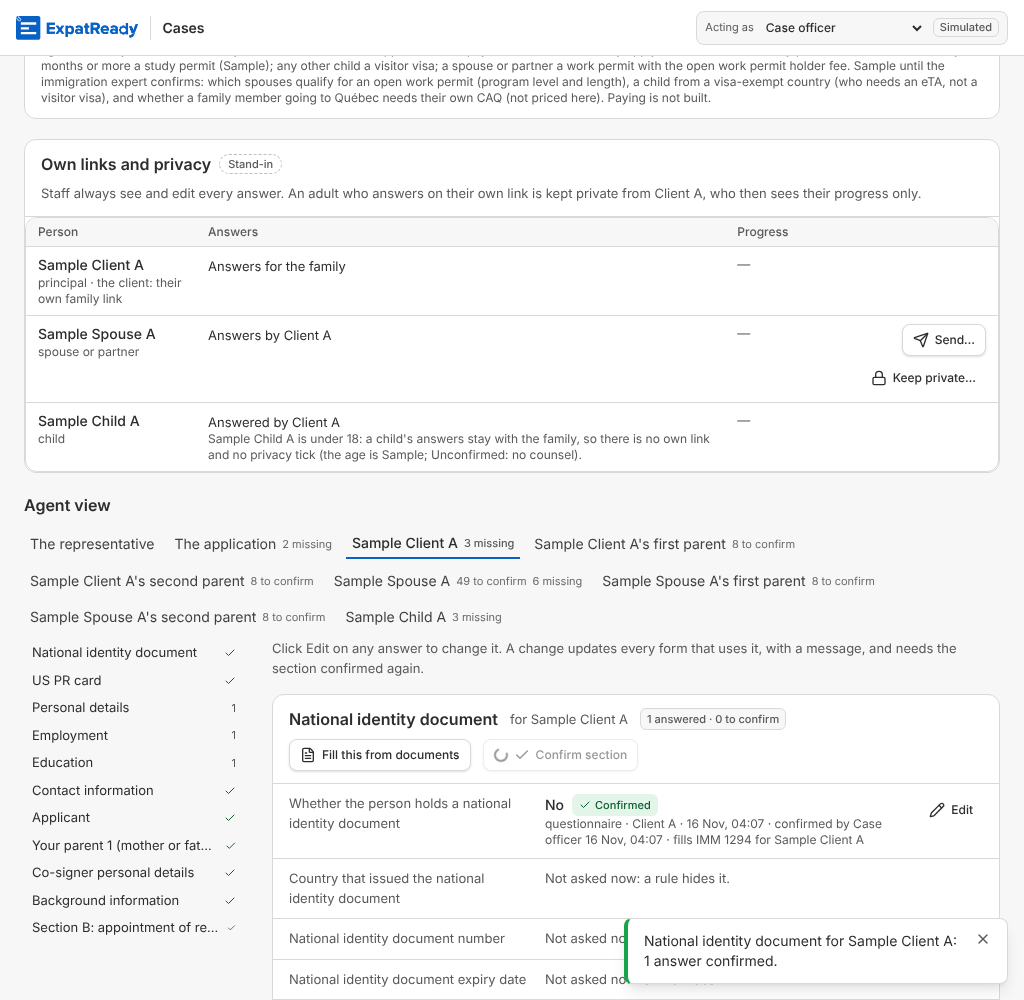 ExpatReady
Cases
Acting as Case officer Simulated
months or more a study permit (Sample); any other child a visitor visa; a spouse or partner a work permit with the open work permit holder fee. Sample until the
immigration expert confirms: which spouses qualify for an open work permit (program level and length), a child from a visa-exempt country (who needs an eTA, not a
visitor visa), and whether a family member going to Québec needs their own CAQ (not priced here). Paying is not built.
Own links and privacy Stand-in
Staff always see and edit every answer. An adult who answers on their own link is kept private from Client A, who then sees their progress only.
Person Answers Progress
Sample Client A Answers for the family —
principal · the client: their
own family link
Sample Spouse A Answers by Client A — Send...
spouse or partner
Keep private...
Sample Child A Answered by Client A —
child Sample Child A is under 18: a child's answers stay with the family, so there is no own link
and no privacy tick (the age is Sample; Unconfirmed: no counsel).
Agent view
The representative The application 2 missing Sample Client A 3 missing Sample Client A's first parent 8 to confirm
Sample Client A's second parent 8 to confirm Sample Spouse A 49 to confirm 6 missing Sample Spouse A's first parent 8 to confirm
Sample Spouse A's second parent 8 to confirm Sample Child A 3 missing
National identity document
US PR card
Personal details 1
Employment 1
Education 1
Contact information
Applicant
Your parent 1 (mother or fat...
Co-signer personal details
Background information
Section B: appointment of re...
Click Edit on any answer to change it. A change updates every form that uses it, with a message, and needs the
section confirmed again.
National identity document for Sample Client A 1 answered · 0 to confirm
Fill this from documents Confirm section
Whether the person holds a national
identity document
No Confirmed
questionnaire · Client A · 16 Nov, 04:07 · confirmed by Case
officer 16 Nov, 04:07 · fills IMM 1294 for Sample Client A
Edit
Country that issued the national
identity document
Not asked now: a rule hides it.
National identity document number Not asked no
National identity document expiry date Not asked no
National identity document for Sample Client A:
1 answer confirmed.